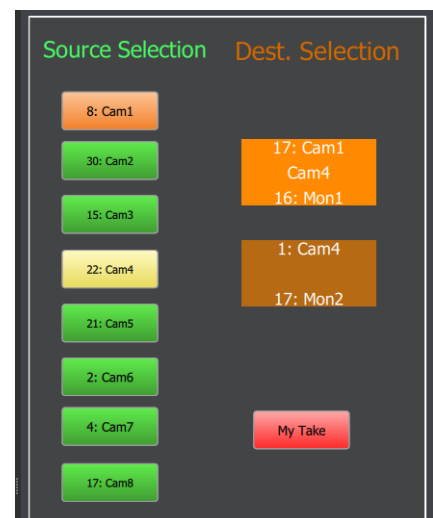 Source Selection
Dest. Selection
8: Cam1
30: Cam2
15: Cam3
22: Cam4
21: Cam5
2: Cam6
4: Cam7
17: Cam8
17: Cam1
Cam4
16: Mon1
1: Cam4
17: Mon2
My Take